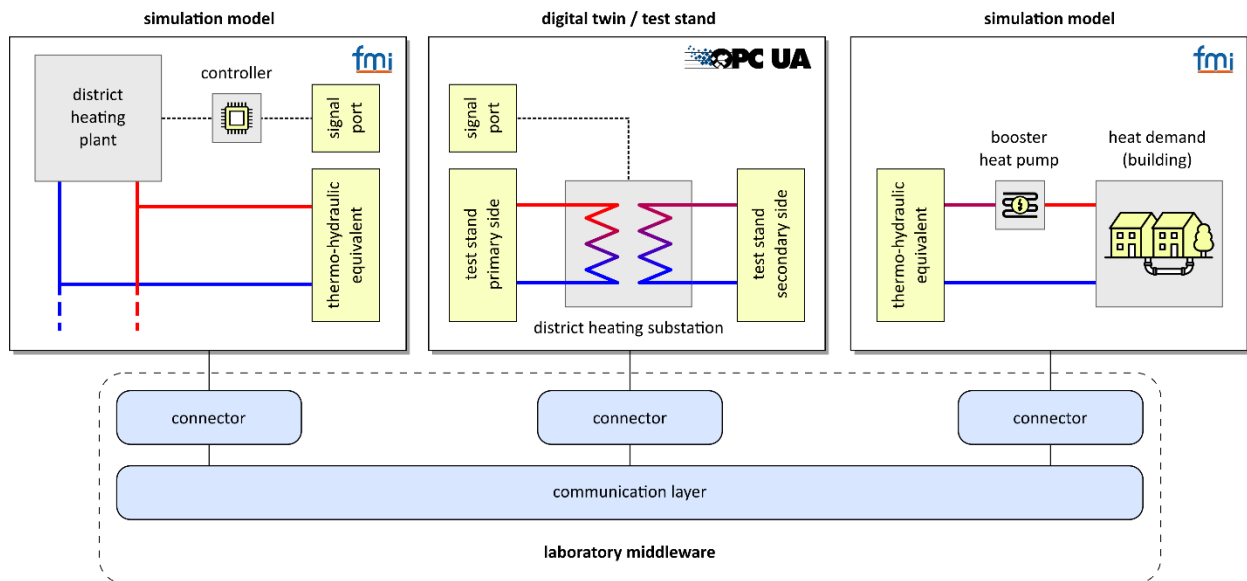 simulation model
digital twin / test stand
simulation model
fmi
controller
district
heating
plant
signal
port
thermo-hydraulic
equivalent
OPC UA
signal
port
test stand
primary side
test stand
secondary side
district heating substation
fmi
booster
heat pump
heat demand
(building)
thermo-hydraulic
equivalent
connector
connector
connector
communication layer
laboratory middleware